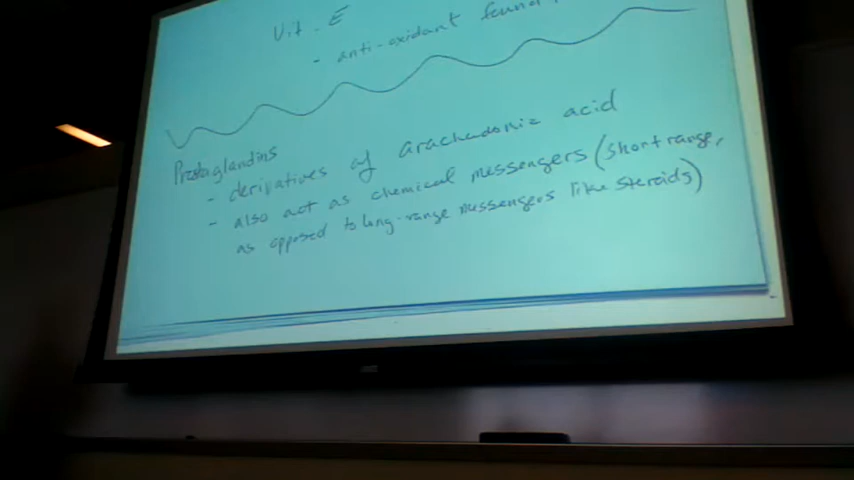 Vit. E
- anti-oxidant found
Prostaglandins
- derivatives of arachadonic acid
- also act as chemical messengers (short range,
as opposed to long-range messengers like steroids)